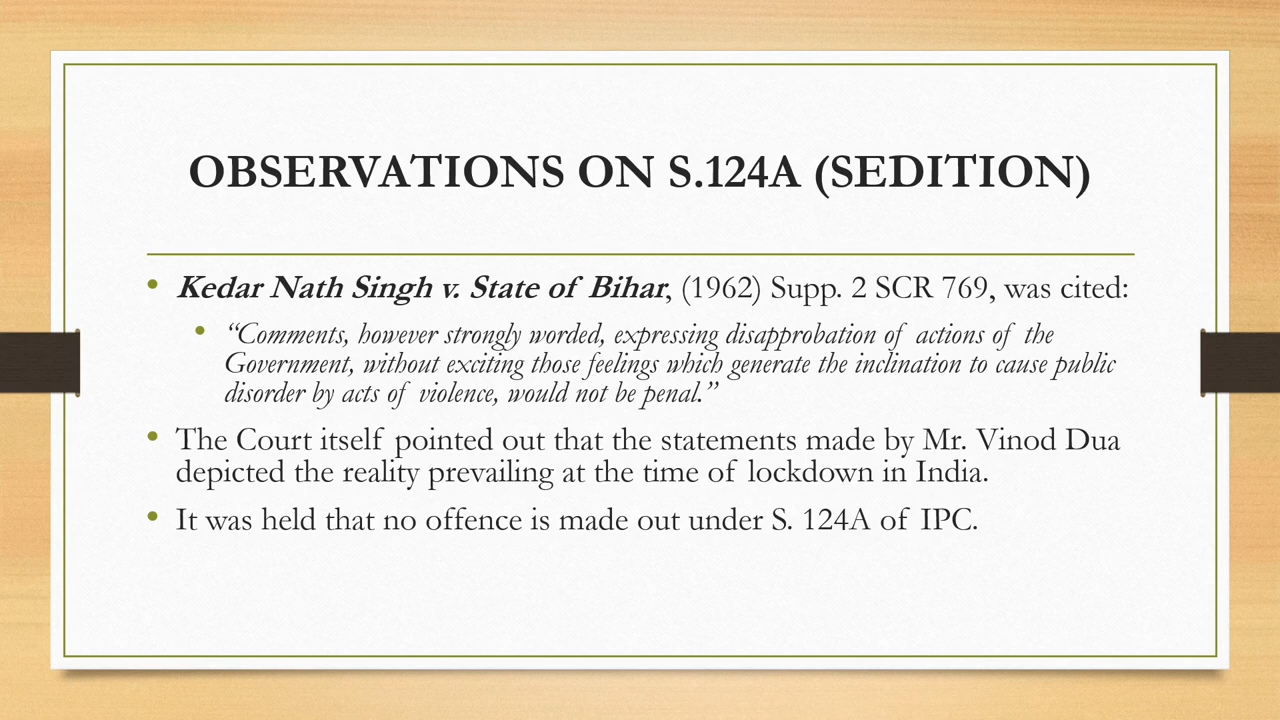 OBSERVATIONS ON S.124A (SEDITION)
• Kedar Nath Singh v. State of Bihar, (1962) Supp. 2 SCR 769, was cited:
• “Comments, however strongly worded, expressing disapprobation of actions of the
Government, without exciting those feelings which generate the inclination to cause public
disorder by acts of violence, would not be penal.”
• The Court itself pointed out that the statements made by Mr. Vinod Dua
depicted the reality prevailing at the time of lockdown in India.
• It was held that no offence is made out under S. 124A of IPC.